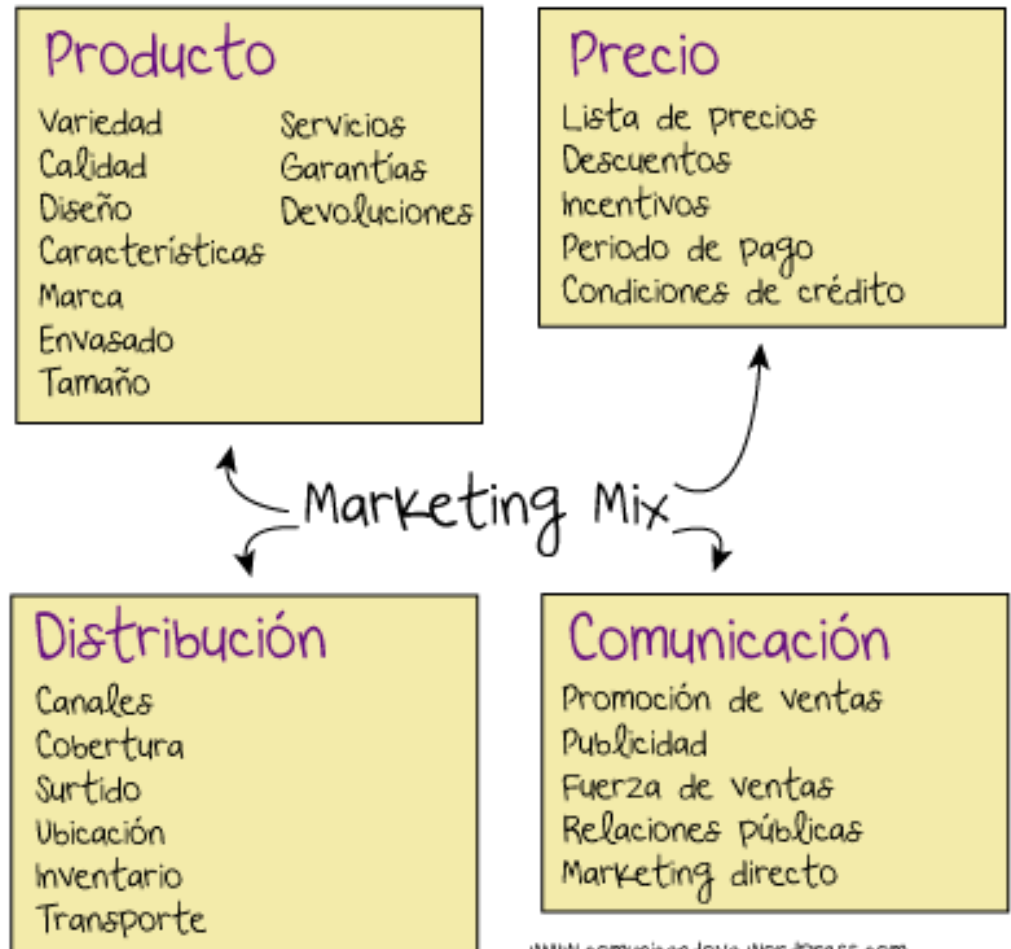 Producto
Variedad
Calidad
Diseño
Características
Marca
Envasado
Tamaño
Servicios
Garantías
Devoluciones
Precio
Lista de precios
Descuentos
Incentivos
Periodo de pago
Condiciones de crédito
Marketing Mix
Distribución
Canales
Cobertura
Surtido
Ubicación
Inventario
Transporte
Comunicación
Promoción de ventas
Publicidad
Fuerza de ventas
Relaciones públicas
Marketing directo